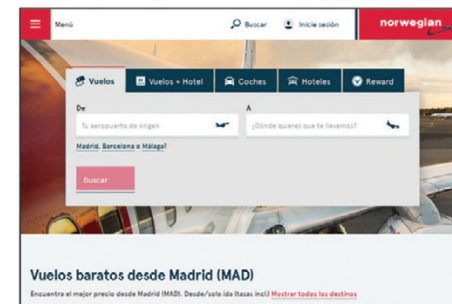 Menú
Buscar
Inicie sesión
norwegian
Vuelos
Vuelos + Hotel
Coches
Hoteles
Reward
De
A
Tu aeropuerto de origen
¿Dónde quieres que te llevemos?
Madrid, Barcelona o Málaga?
Buscar
Vuelos baratos desde Madrid (MAD)
Encuentra el mejor precio desde Madrid (MAD). Desde/solo ida (tasas incl.) Mostrar todos los destinos